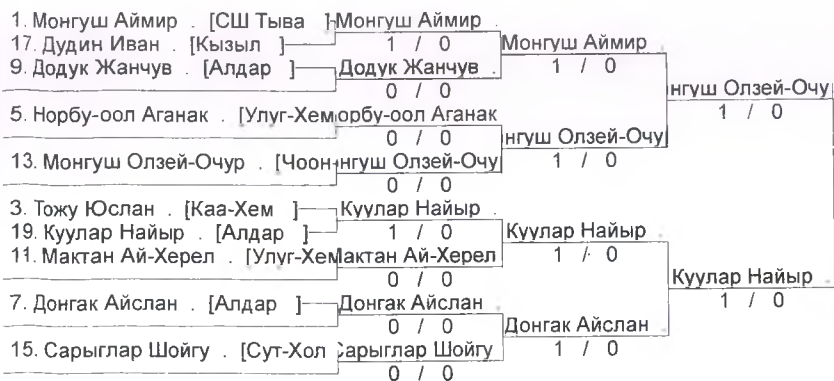 1. Монгуш Аймир . [СШ Тыва ] Монгуш Аймир .
17. Дудин Иван . [Кызыл ] 1 / 0 Монгуш Аймир .
9. Додук Жанчув . [Алдар ] Додук Жанчув . 1 / 0
0 / 0 нгуш Олзей-Очу
5. Норбу-оол Аганак . [Улуг-Хем орбу-оол Аганак 1 / 0
0 / 0 нгуш Олзей-Очу
13. Монгуш Олзей-Очур . [Чоон- нгуш Олзей-Очу 1 / 0
0 / 0
3. Тожу Юслан . [Каа-Хем ] Куулар Найыр .
19. Куулар Найыр . [Алдар ] 1 / 0 Куулар Найыр .
11. Мактан Ай-Херел . [Улуг-Хем Мактан Ай-Херел 1 / 0
0 / 0 Куулар Найыр .
7. Донгак Айслан . [Алдар ] Донгак Айслан . 1 / 0
0 / 0 Донгак Айслан .
15. Сарыглар Шойгу . [Сут-Хол Сарыглар Шойгу 1 / 0
0 / 0